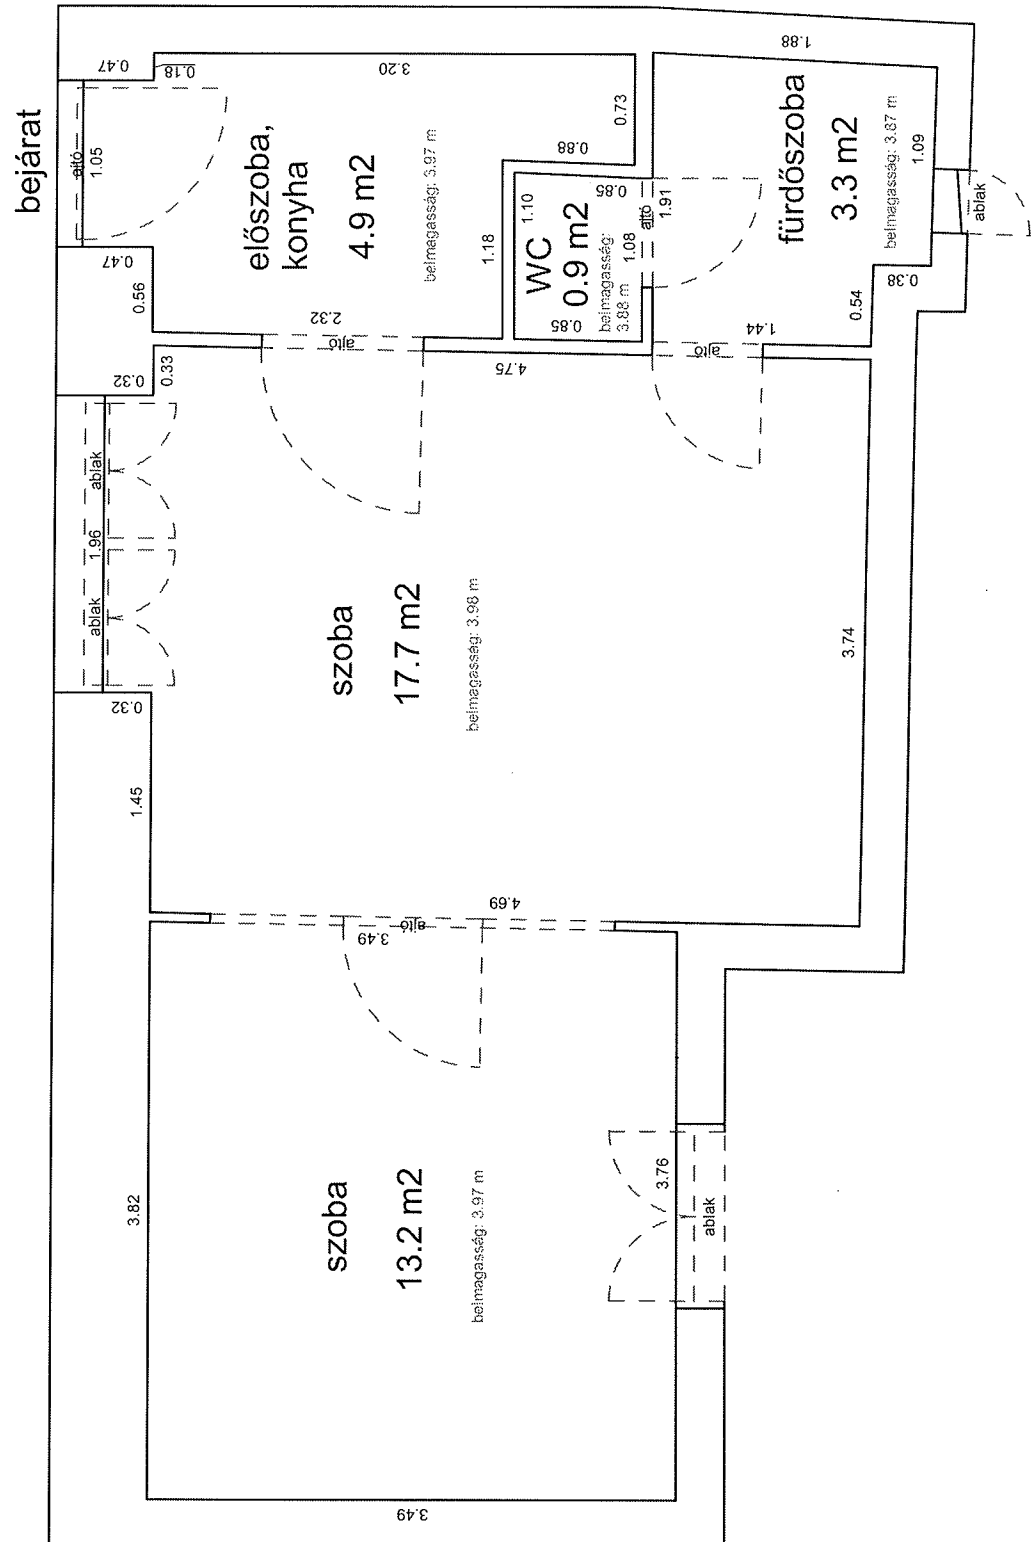 bejárat
0.47
0.18
ajtó
1.05
3.20
1.88
0.47
0.56
előszoba,
konyha
4.9 m2
belmagasság: 3.97 m
0.73
0.88
fürdőszoba
3.3 m2
belmagasság: 3.87 m
1.09
ablak
0.38
0.54
1.44
ajtó
1.10
0.85
WC
0.9 m2
belmagasság:
3.88 m
1.08
ajtó
1.91
0.85
1.18
2.32
ajtó
4.75
0.33
0.32
ablak
1.96
ablak
0.32
1.45
szoba
17.7 m2
belmagasság: 3.98 m
3.74
4.69
ajtó
3.49
3.82
szoba
13.2 m2
belmagasság: 3.97 m
3.76
ablak
3.49